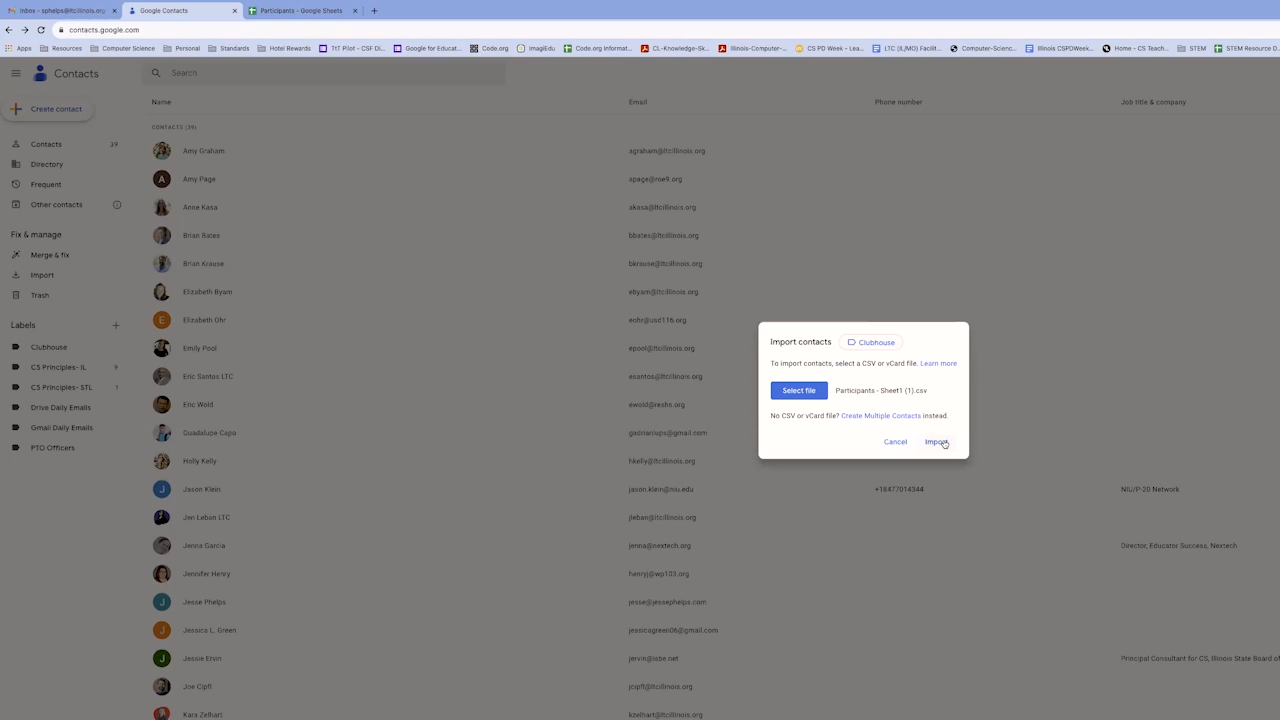 Inbox - sphelps@ltcillinois.org
Google Contacts
Participants - Google Sheets
contacts.google.com
Apps
Resources
Computer Science
Personal
Standards
Hotel Rewards
TtT Pilot - CSF Di...
Google for Educat...
Code.org
ImagiEdu
Code.org Informat...
CL-Knowledge-Sk...
Illinois-Computer-...
CS PD Week - Lea...
LTC (IL/MO) Facilit...
Computer-Scienc...
Illinois CSPDWeek...
Home - CS Teach...
STEM
STEM Resource D
Contacts
Search
Create contact
Name
Email
Phone number
Job title & company
CONTACTS (39)
Contacts
39
Directory
Frequent
Other contacts
Fix & manage
Merge & fix
Import
Trash
Labels
Clubhouse
CS Principles- IL
9
CS Principles- STL
1
Drive Daily Emails
Gmail Daily Emails
PTO Officers
Amy Graham agraham@ltcillinois.org
A Amy Page apage@roe9.org
Anne Kasa akasa@ltcillinois.org
Brian Bates bbates@ltcillinois.org
Brian Krause bkrause@ltcillinois.org
Elizabeth Byam ebyam@ltcillinois.org
E Elizabeth Ohr eohr@usd116.org
Emily Pool epool@ltcillinois.org
Eric Santos LTC esantos@ltcillinois.org
Eric Wold ewold@reshs.org
Guadalupe Capo gadrianiups@gmail.com
Holly Kelly hkelly@ltcillinois.org
J Jason Klein jason.klein@niu.edu +18477014344 NIU/P-20 Network
Jen Leban LTC jleban@ltcillinois.org
Jenna Garcia jenna@nextech.org Director, Educator Success, Nextech
Jennifer Henry henryj@wp103.org
J Jesse Phelps jesse@jessephelps.com
J Jessica L. Green jessicagreen06@gmail.com
J Jessie Ervin jervin@isbe.net Principal Consultant for CS, Illinois State Board of
Joe Cipfl jcipfl@ltcillinois.org
Kara Zelhart kzelhart@ltcillinois.org
Import contacts
Clubhouse
To import contacts, select a CSV or vCard file. Learn more
Select file
Participants - Sheet1 (1).csv
No CSV or vCard file? Create Multiple Contacts instead.
Cancel
Import